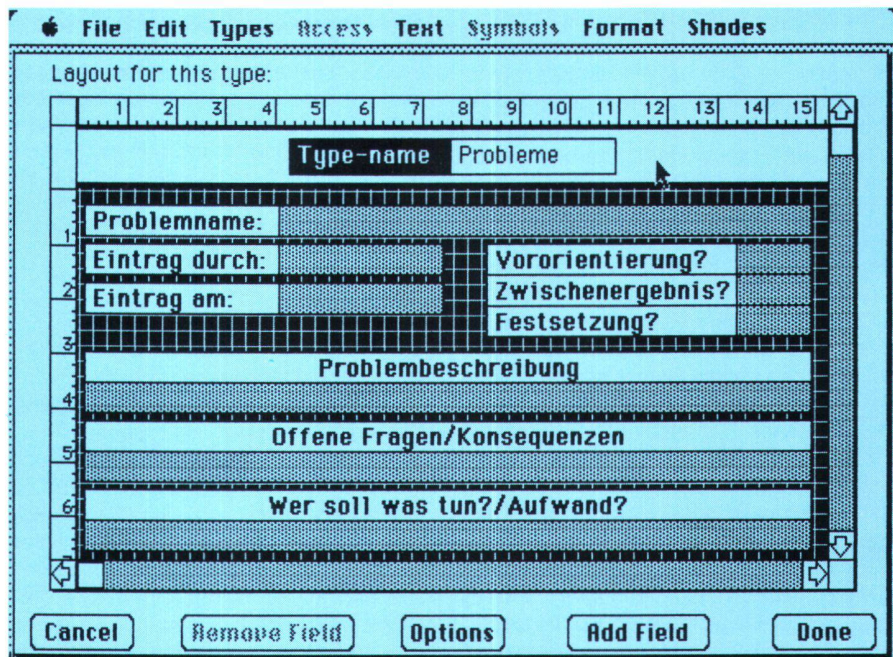 File Edit Types Access Text Symbols Format Shades
Layout for this type:
1 2 3 4 5 6 7 8 9 10 11 12 13 14 15
Type-name Probleme
Problemname:
1
Eintrag durch: Vororientierung?
2
Eintrag am: Zwischenergebnis?
Festsetzung?
3
Problembeschreibung
4
Offene Fragen/Konsequenzen
5
Wer soll was tun?/Aufwand?
6
7
Cancel Remove Field Options Add Field Done